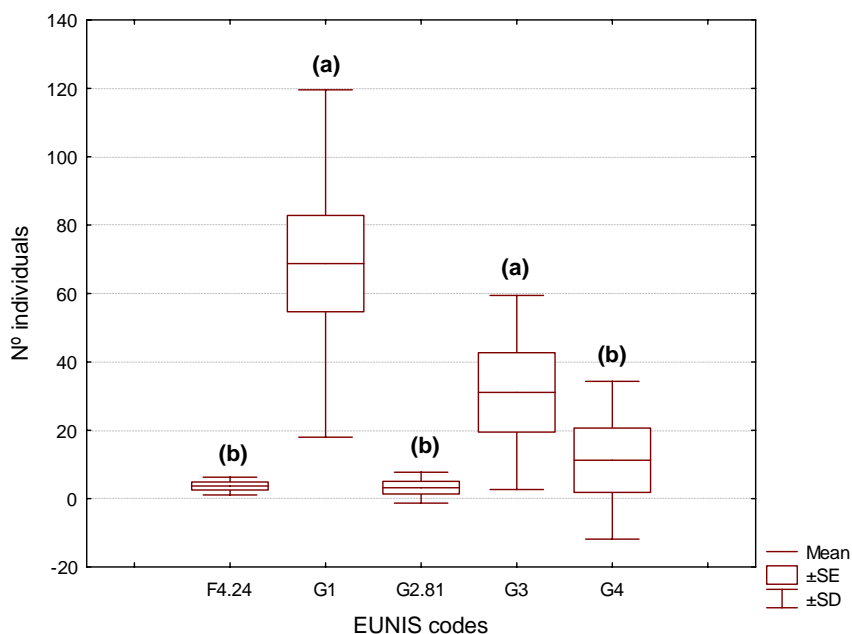 140
120
100
80
60
40
20
0
-20
Nº individuals
(b)
(a)
(b)
(a)
(b)
F4.24 G1 G2.81 G3 G4
EUNIS codes
Mean
±SE
±SD